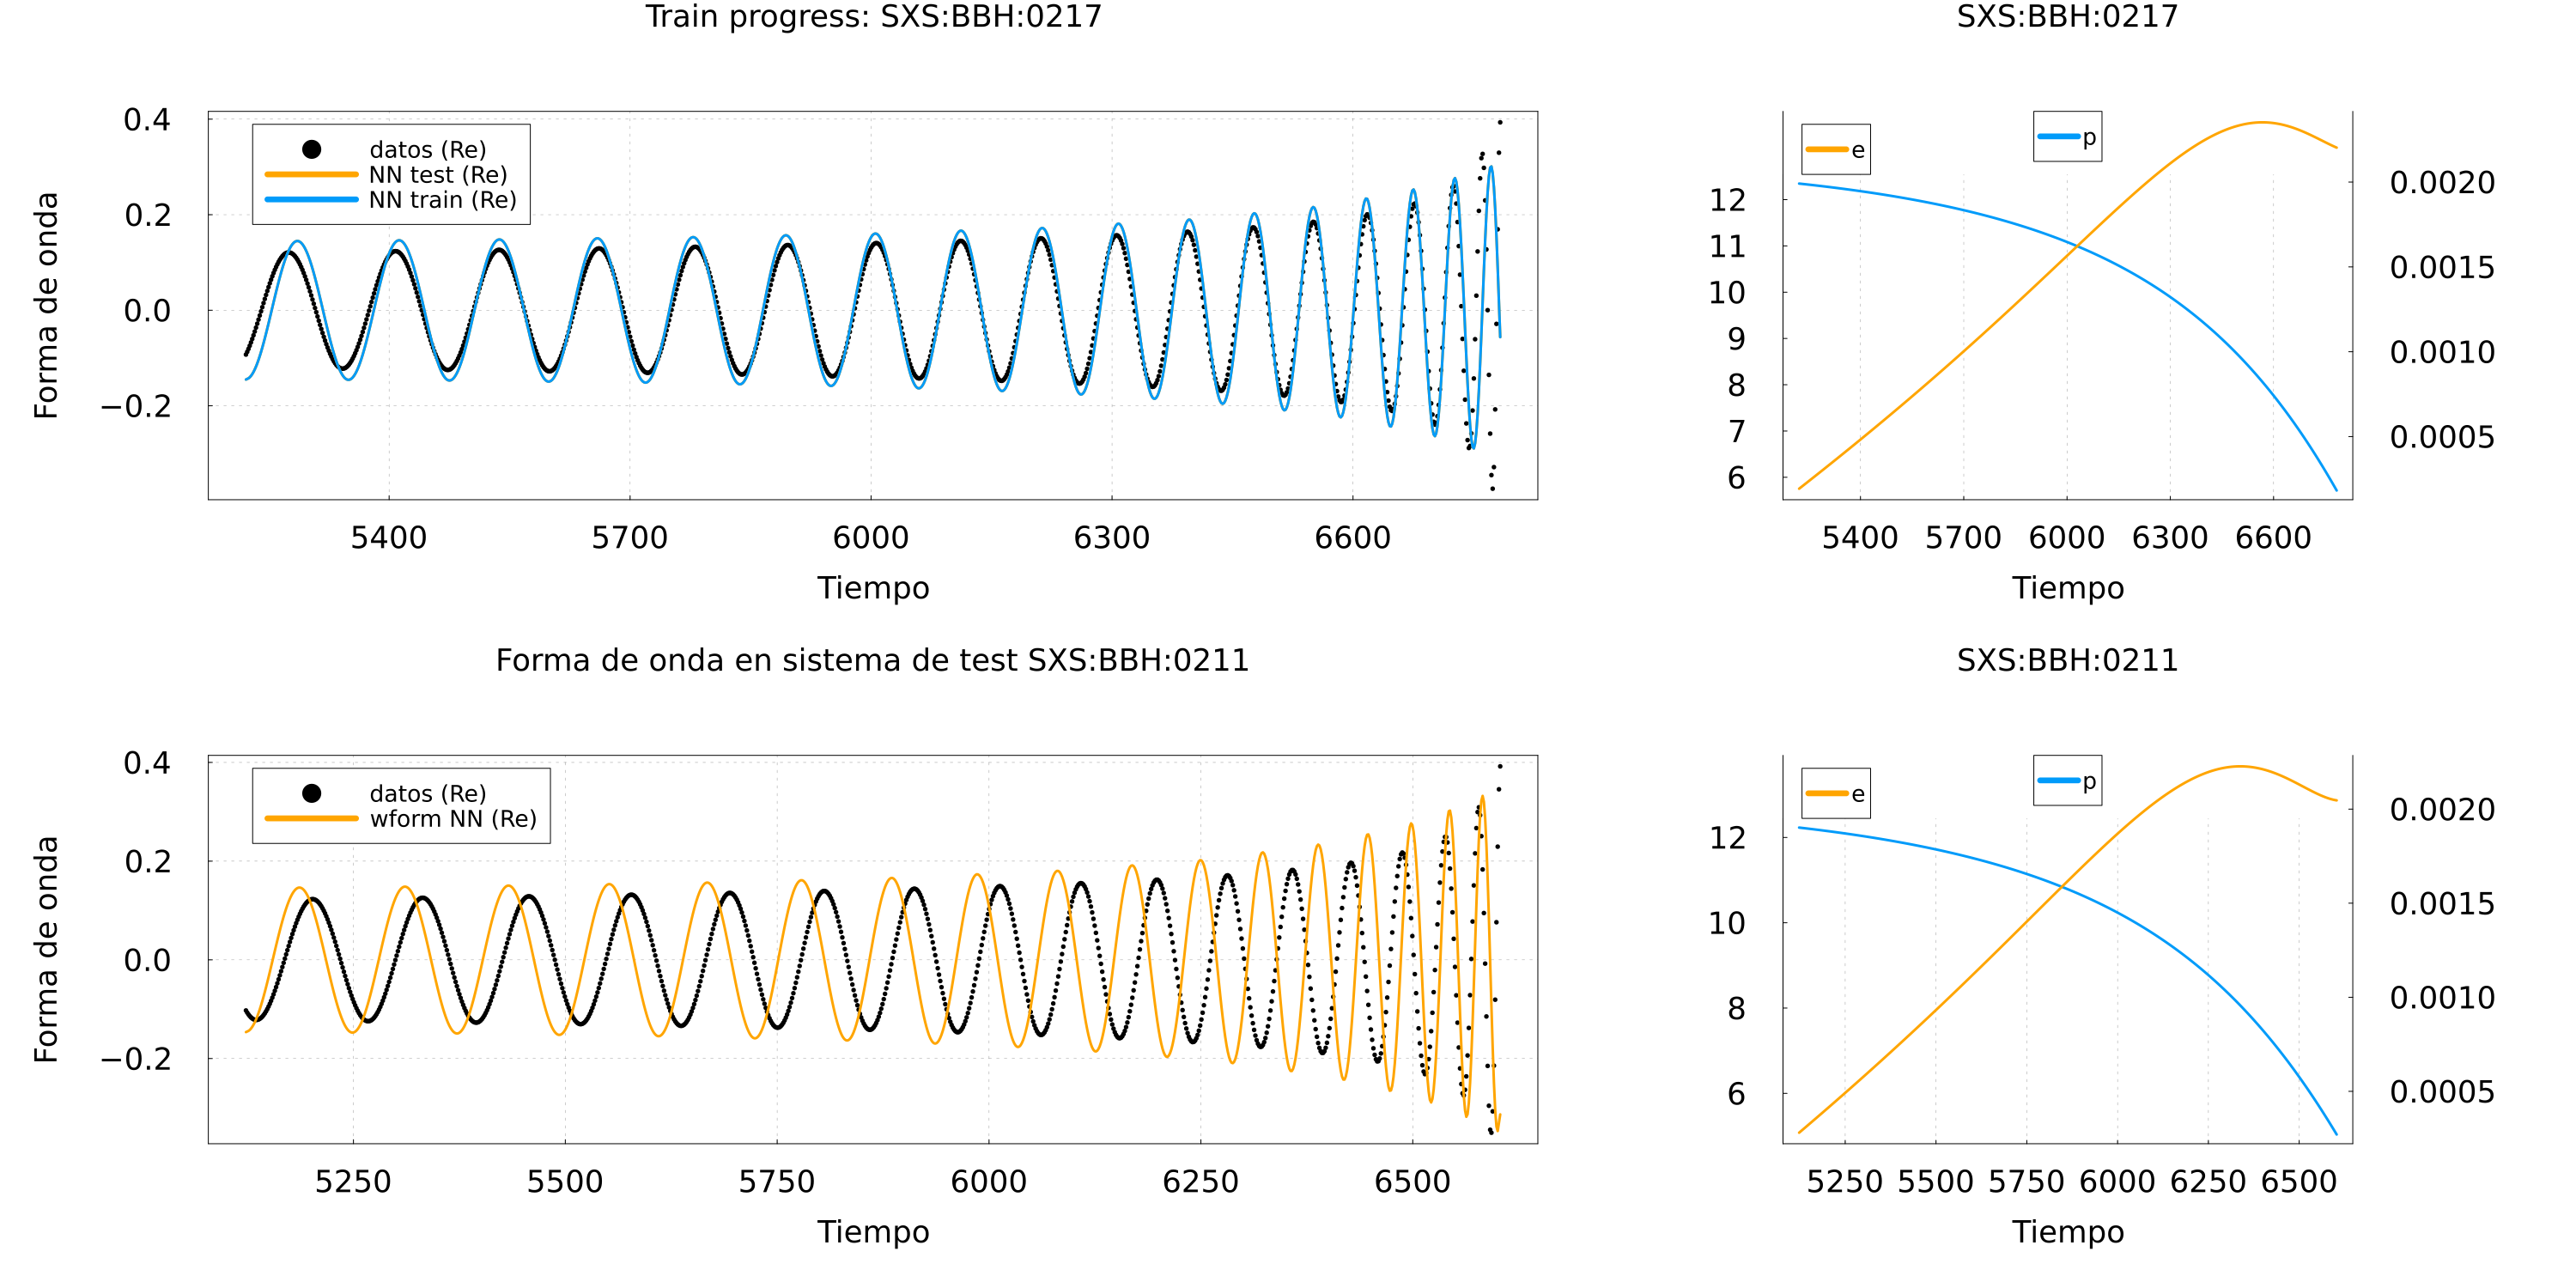 Train progress: SXS:BBH:0217
Forma de onda
0.4
0.2
0.0
−0.2
datos (Re)
NN test (Re)
NN train (Re)
5400 5700 6000 6300 6600
Tiempo
SXS:BBH:0217
12
11
10
9
8
7
6
e
p
0.0020
0.0015
0.0010
0.0005
5400 5700 6000 6300 6600
Tiempo
Forma de onda en sistema de test SXS:BBH:0211
Forma de onda
0.4
0.2
0.0
−0.2
datos (Re)
wform NN (Re)
5250 5500 5750 6000 6250 6500
Tiempo
SXS:BBH:0211
12
10
8
6
e
p
0.0020
0.0015
0.0010
0.0005
5250 5500 5750 6000 6250 6500
Tiempo